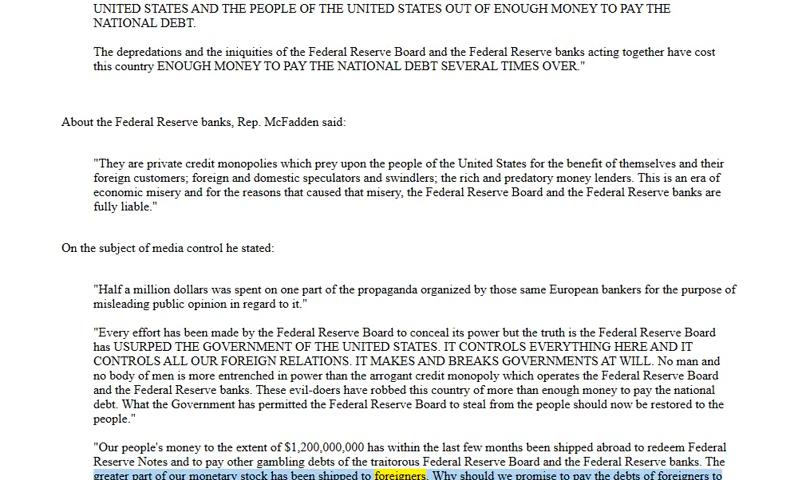 UNITED STATES AND THE PEOPLE OF THE UNITED STATES OUT OF ENOUGH MONEY TO PAY THE
NATIONAL DEBT.
The depredations and the iniquities of the Federal Reserve Board and the Federal Reserve banks acting together have cost
this country ENOUGH MONEY TO PAY THE NATIONAL DEBT SEVERAL TIMES OVER."
About the Federal Reserve banks, Rep. McFadden said:
"They are private credit monopolies which prey upon the people of the United States for the benefit of themselves and their
foreign customers; foreign and domestic speculators and swindlers; the rich and predatory money lenders. This is an era of
economic misery and for the reasons that caused that misery, the Federal Reserve Board and the Federal Reserve banks are
fully liable."
On the subject of media control he stated:
"Half a million dollars was spent on one part of the propaganda organized by those same European bankers for the purpose of
misleading public opinion in regard to it."
"Every effort has been made by the Federal Reserve Board to conceal its power but the truth is the Federal Reserve Board
has USURPED THE GOVERNMENT OF THE UNITED STATES. IT CONTROLS EVERYTHING HERE AND IT
CONTROLS ALL OUR FOREIGN RELATIONS. IT MAKES AND BREAKS GOVERNMENTS AT WILL. No man and
no body of men is more entrenched in power than the arrogant credit monopoly which operates the Federal Reserve Board
and the Federal Reserve banks. These evil-doers have robbed this country of more than enough money to pay the national
debt. What the Government has permitted the Federal Reserve Board to steal from the people should now be restored to the
people."
"Our people's money to the extent of $1,200,000,000 has within the last few months been shipped abroad to redeem Federal
Reserve Notes and to pay other gambling debts of the traitorous Federal Reserve Board and the Federal Reserve banks. The
greater part of our monetary stock has been shipped to foreigners. Why should we promise to pay the debts of foreigners to